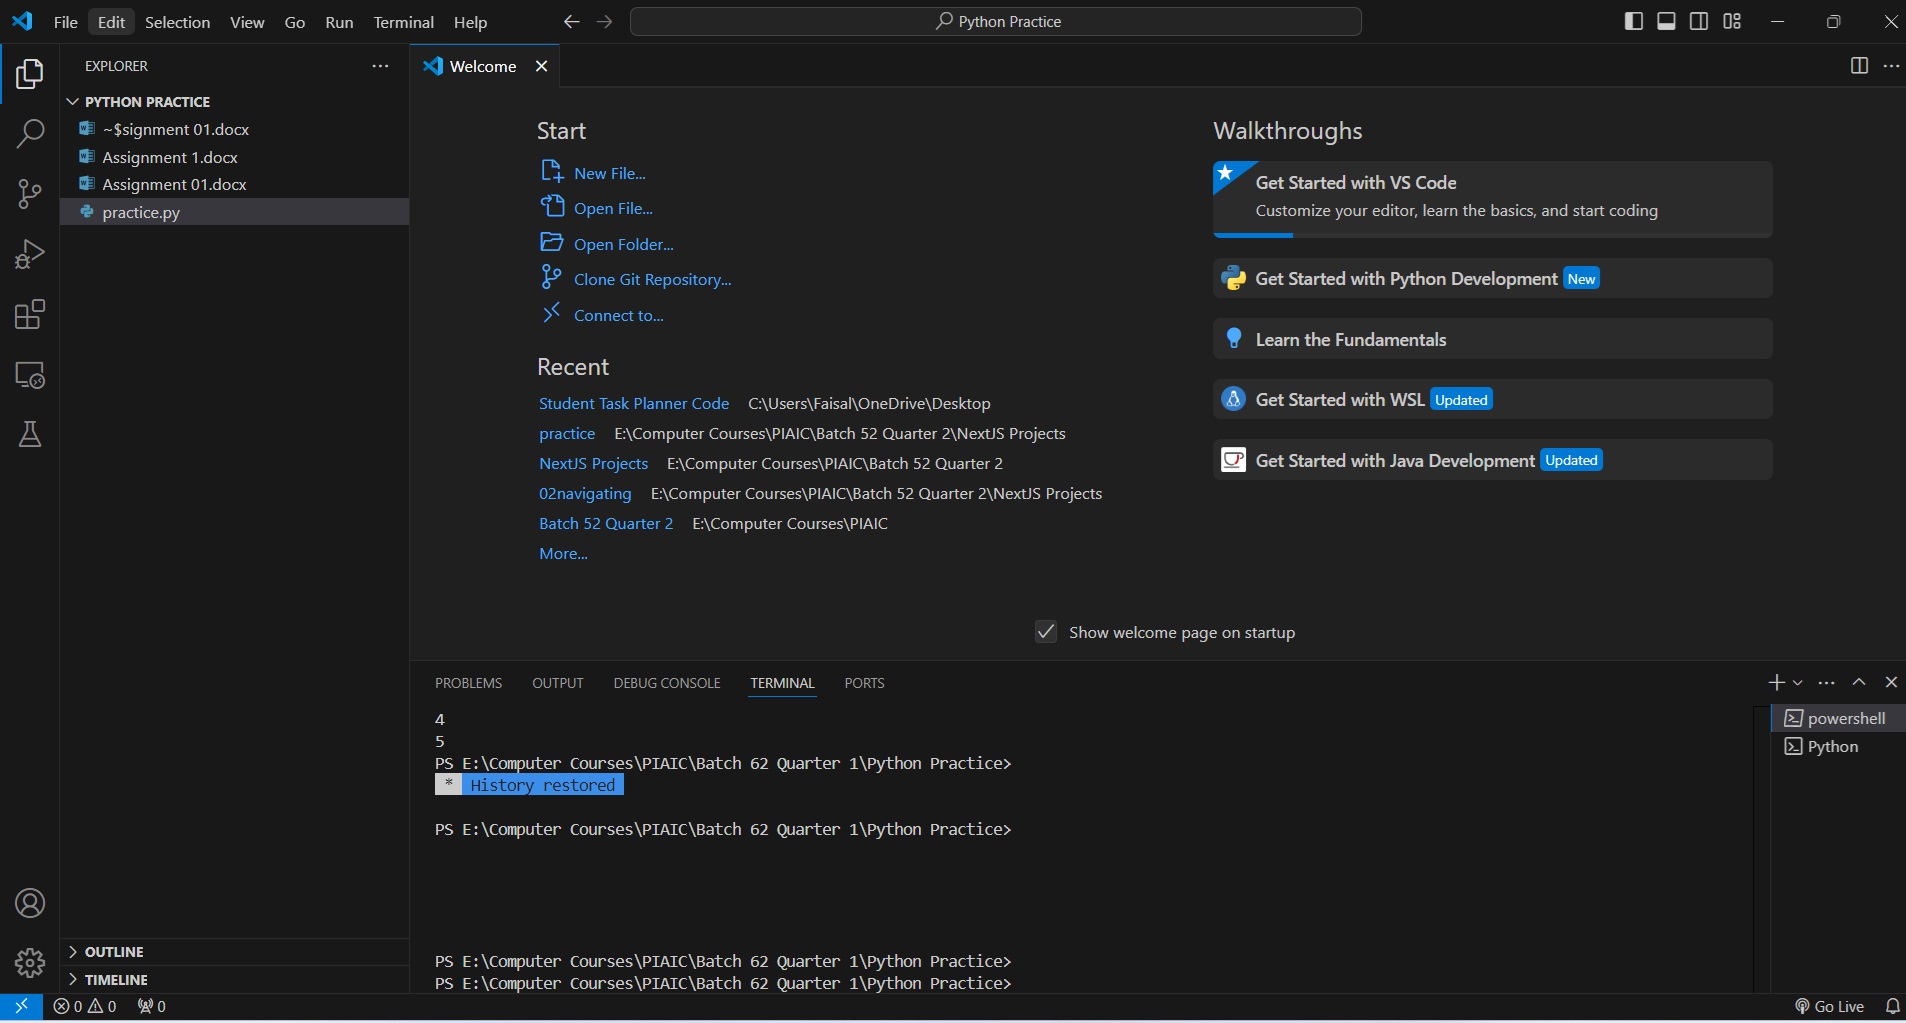 File Edit Selection View Go Run Terminal Help
Python Practice
EXPLORER
PYTHON PRACTICE
~$signment 01.docx
Assignment 1.docx
Assignment 01.docx
practice.py
OUTLINE
TIMELINE
Welcome
Start
New File...
Open File...
Open Folder...
Clone Git Repository...
Connect to...
Recent
Student Task Planner Code C:\Users\Faisal\OneDrive\Desktop
practice E:\Computer Courses\PIAIC\Batch 52 Quarter 2\NextJS Projects
NextJS Projects E:\Computer Courses\PIAIC\Batch 52 Quarter 2
02navigating E:\Computer Courses\PIAIC\Batch 52 Quarter 2\NextJS Projects
Batch 52 Quarter 2 E:\Computer Courses\PIAIC
More...
Walkthroughs
Get Started with VS Code
Customize your editor, learn the basics, and start coding
Get Started with Python Development New
Learn the Fundamentals
Get Started with WSL Updated
Get Started with Java Development Updated
Show welcome page on startup
PROBLEMS OUTPUT DEBUG CONSOLE TERMINAL PORTS
4
5
PS E:\Computer Courses\PIAIC\Batch 62 Quarter 1\Python Practice>
* History restored
PS E:\Computer Courses\PIAIC\Batch 62 Quarter 1\Python Practice>
PS E:\Computer Courses\PIAIC\Batch 62 Quarter 1\Python Practice>
PS E:\Computer Courses\PIAIC\Batch 62 Quarter 1\Python Practice>
powershell
Python
0 0 0
Go Live